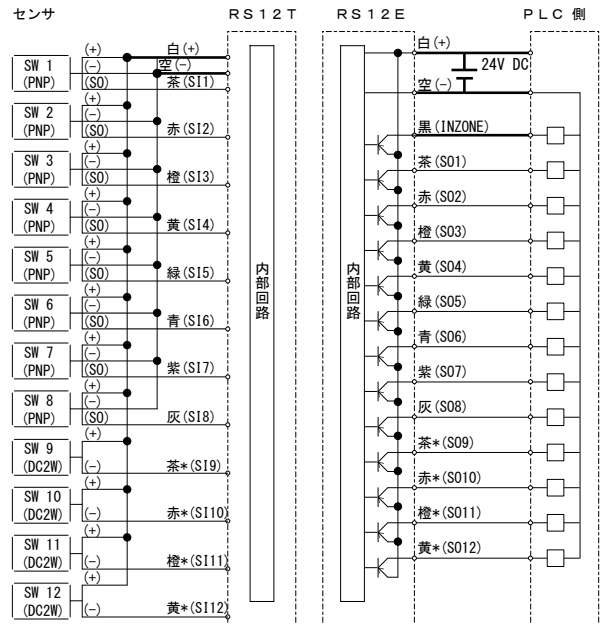 センサ
RS12T
RS12E
PLC 側
SW 1
(PNP)
(+)
(-)
(SO)
白(+)
空(-)
茶(SI1)
SW 2
(PNP)
(+)
(-)
(SO)
赤(SI2)
SW 3
(PNP)
(+)
(-)
(SO)
橙(SI3)
SW 4
(PNP)
(+)
(-)
(SO)
黄(SI4)
SW 5
(PNP)
(+)
(-)
(SO)
緑(SI5)
SW 6
(PNP)
(+)
(-)
(SO)
青(SI6)
SW 7
(PNP)
(+)
(-)
(SO)
紫(SI7)
SW 8
(PNP)
(+)
(-)
(SO)
灰(SI8)
SW 9
(DC2W)
(+)
(-)
茶*(SI9)
SW 10
(DC2W)
(+)
(-)
赤*(SI10)
SW 11
(DC2W)
(+)
(-)
橙*(SI11)
SW 12
(DC2W)
(+)
(-)
黄*(SI12)
内部回路
内部回路
白(+)
24V DC
空(-)
黒(INZONE)
茶(SO1)
赤(SO2)
橙(SO3)
黄(SO4)
緑(SO5)
青(SO6)
紫(SO7)
灰(SO8)
茶*(SO9)
赤*(SO10)
橙*(SO11)
黄*(SO12)